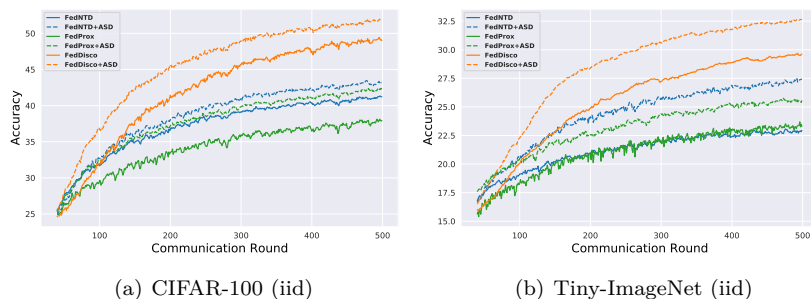 FedNTD
FedNTD+ASD
FedProx
FedProx+ASD
FedDisco
FedDisco+ASD
Accuracy
50
45
40
35
30
25
100 200 300 400 500
Communication Round
(a) CIFAR-100 (iid)
FedNTD
FedNTD+ASD
FedProx
FedProx+ASD
FedDisco
FedDisco+ASD
Accuracy
32.5
30.0
27.5
25.0
22.5
20.0
17.5
15.0
100 200 300 400 500
Communication Round
(b) Tiny-ImageNet (iid)